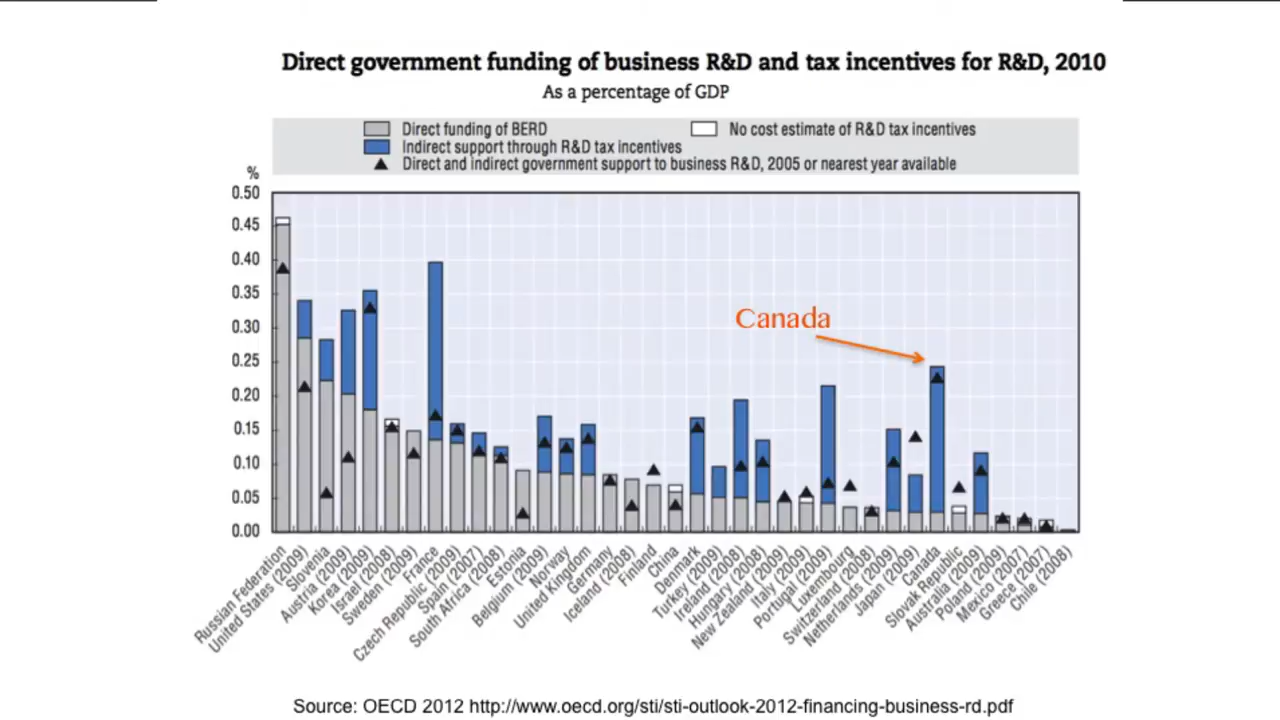 Direct government funding of business R&D and tax incentives for R&D, 2010
As a percentage of GDP
Direct funding of BERD
No cost estimate of R&D tax incentives
Indirect support through R&D tax incentives
Direct and indirect government support to business R&D, 2005 or nearest year available
%
0.50
0.45
0.40
0.35
0.30
0.25
0.20
0.15
0.10
0.05
0.00
Canada
Russian Federation
United States (2009)
Slovenia
Austria (2009)
Korea (2009)
Israel (2008)
Sweden (2009)
France
Czech Republic (2009)
Spain (2007)
South Africa (2008)
Estonia
Belgium (2009)
Norway
United Kingdom
Germany
Iceland (2008)
Finland
China
Denmark
Turkey (2009)
Ireland (2008)
Hungary (2008)
New Zealand (2009)
Italy (2009)
Portugal (2009)
Luxembourg
Switzerland (2008)
Netherlands (2009)
Japan (2009)
Canada
Slovak Republic
Australia (2009)
Poland (2009)
Mexico (2007)
Greece (2007)
Chile (2008)
Source: OECD 2012 http://www.oecd.org/sti/sti-outlook-2012-financing-business-rd.pdf